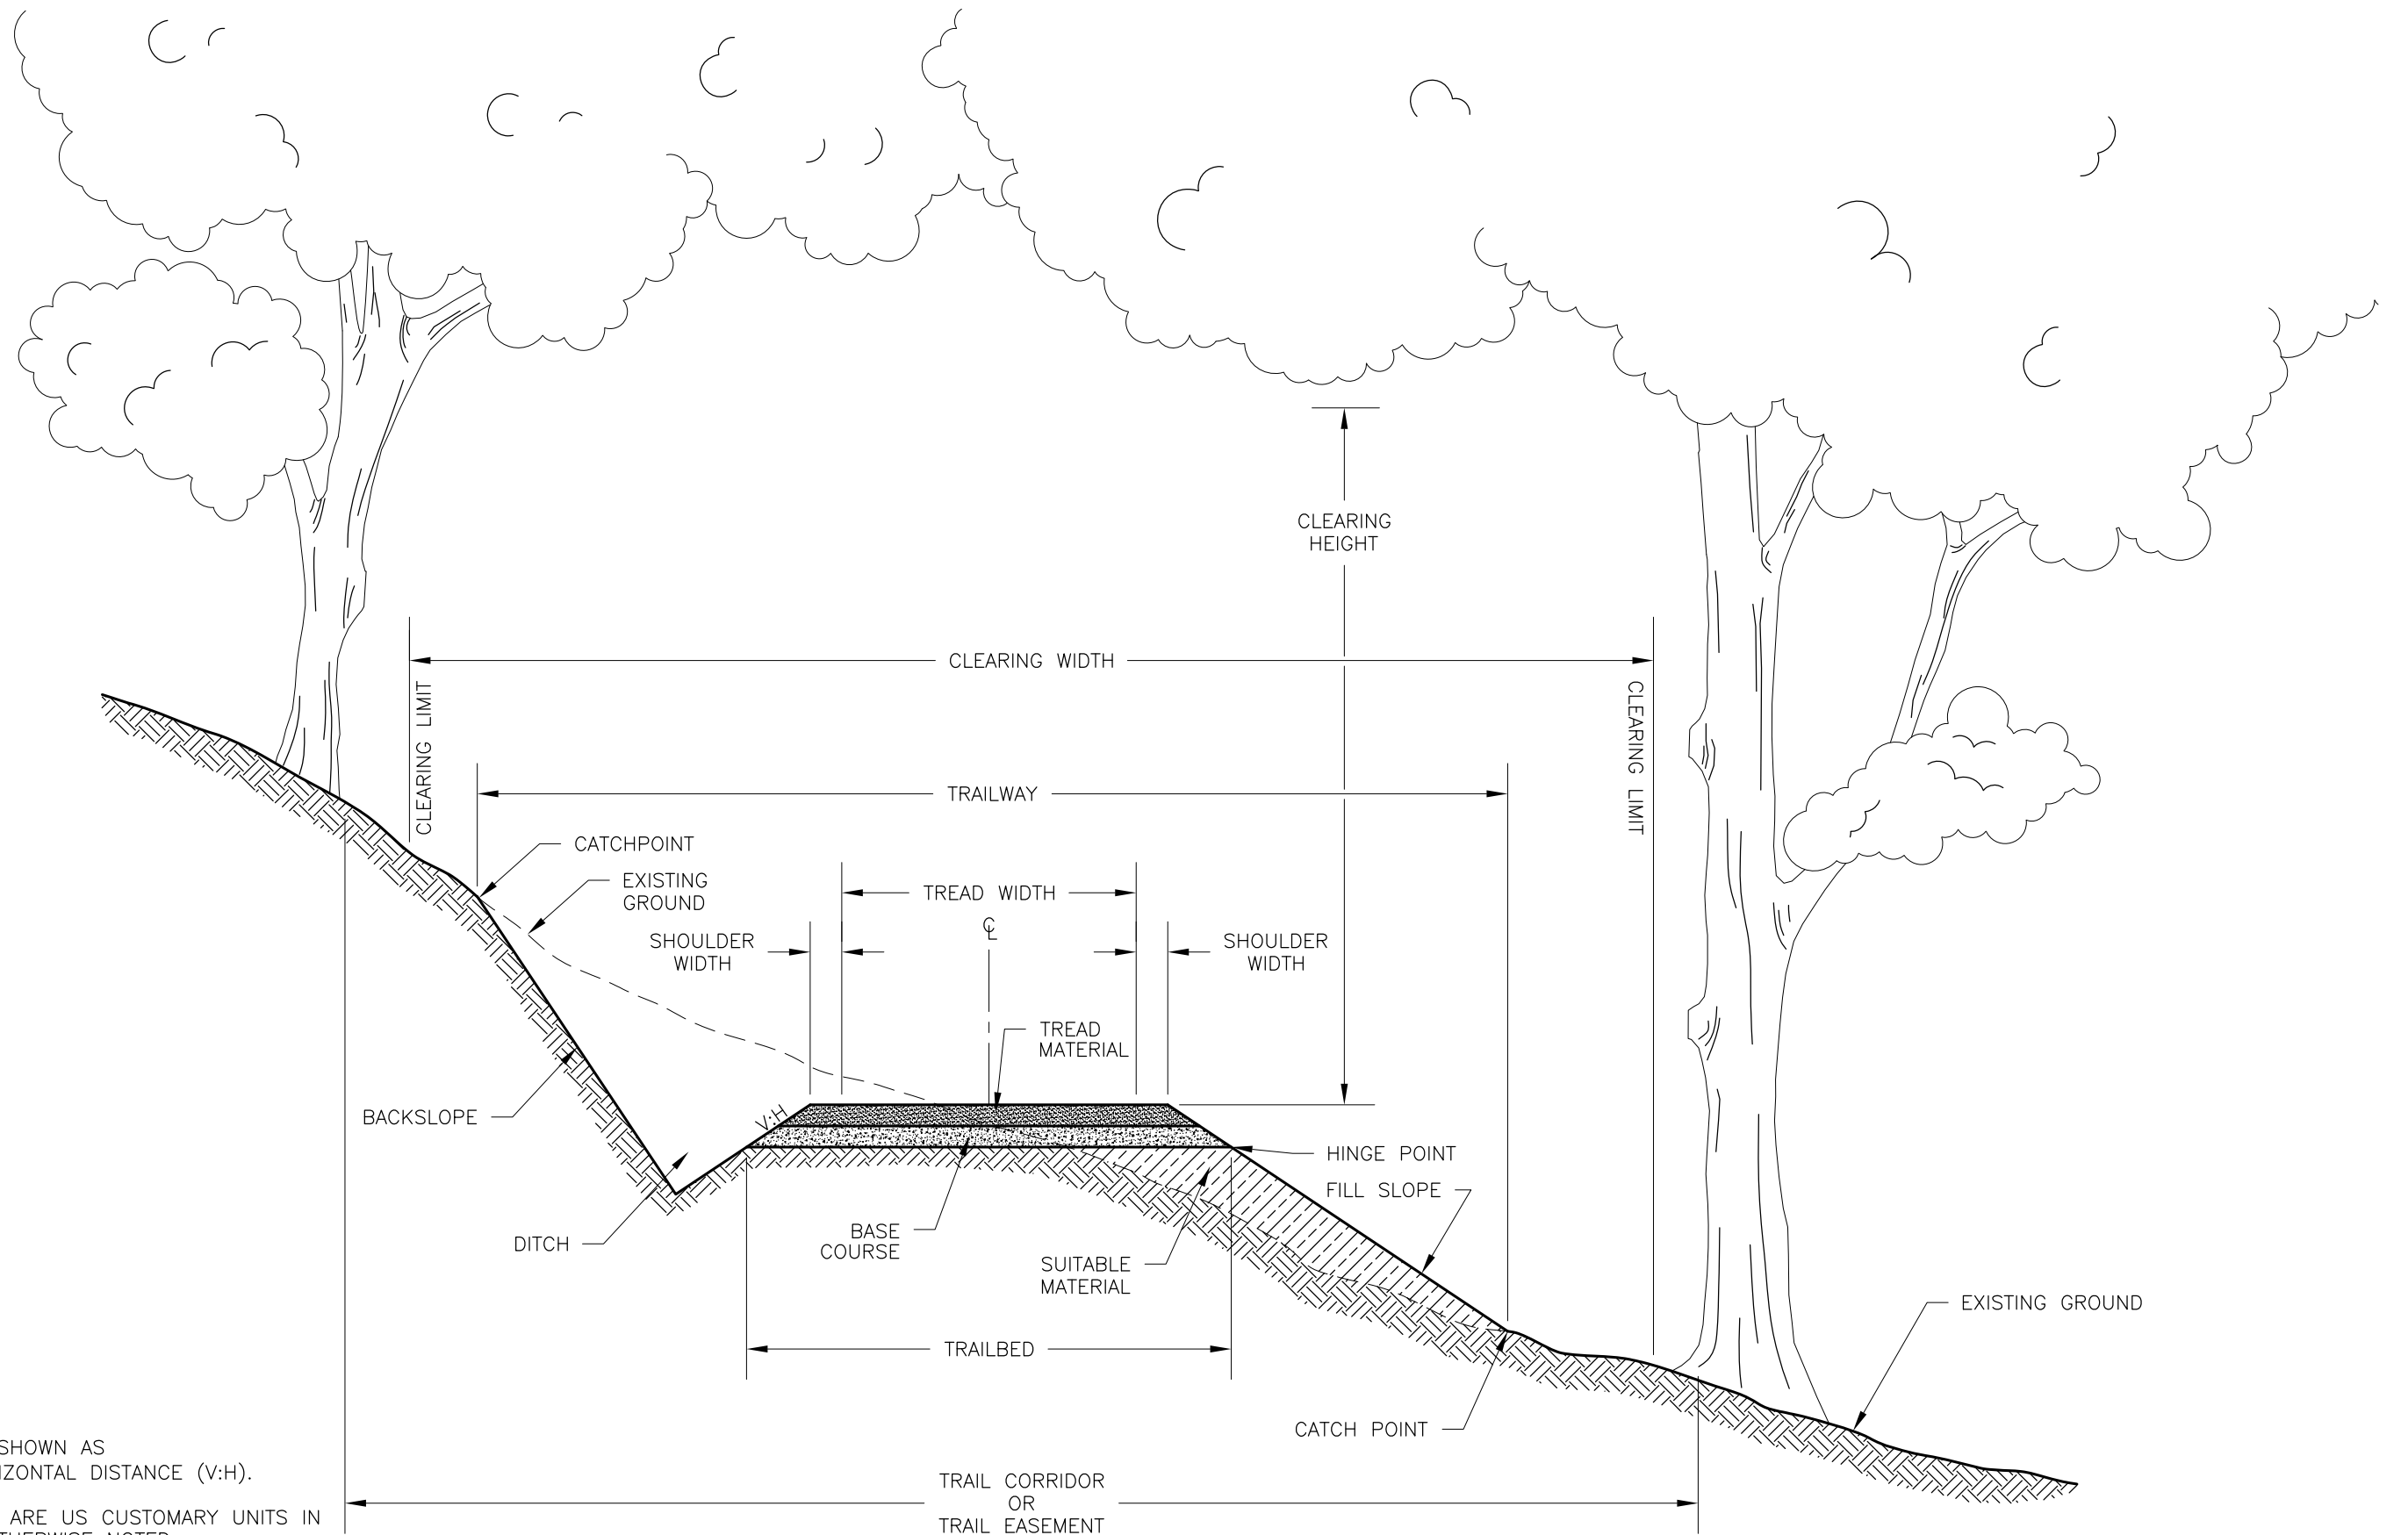 CLEARING
HEIGHT
CLEARING WIDTH
CLEARING LIMIT
CLEARING LIMIT
TRAILWAY
CATCHPOINT
EXISTING
GROUND
TREAD WIDTH
SHOULDER
WIDTH
℄
SHOULDER
WIDTH
TREAD
MATERIAL
BACKSLOPE
V:H
HINGE POINT
FILL SLOPE
DITCH
BASE
COURSE
SUITABLE
MATERIAL
EXISTING GROUND
TRAILBED
CATCH POINT
SHOWN AS
IZONTAL DISTANCE (V:H).
TRAIL CORRIDOR
OR
TRAIL EASEMENT
ARE US CUSTOMARY UNITS IN